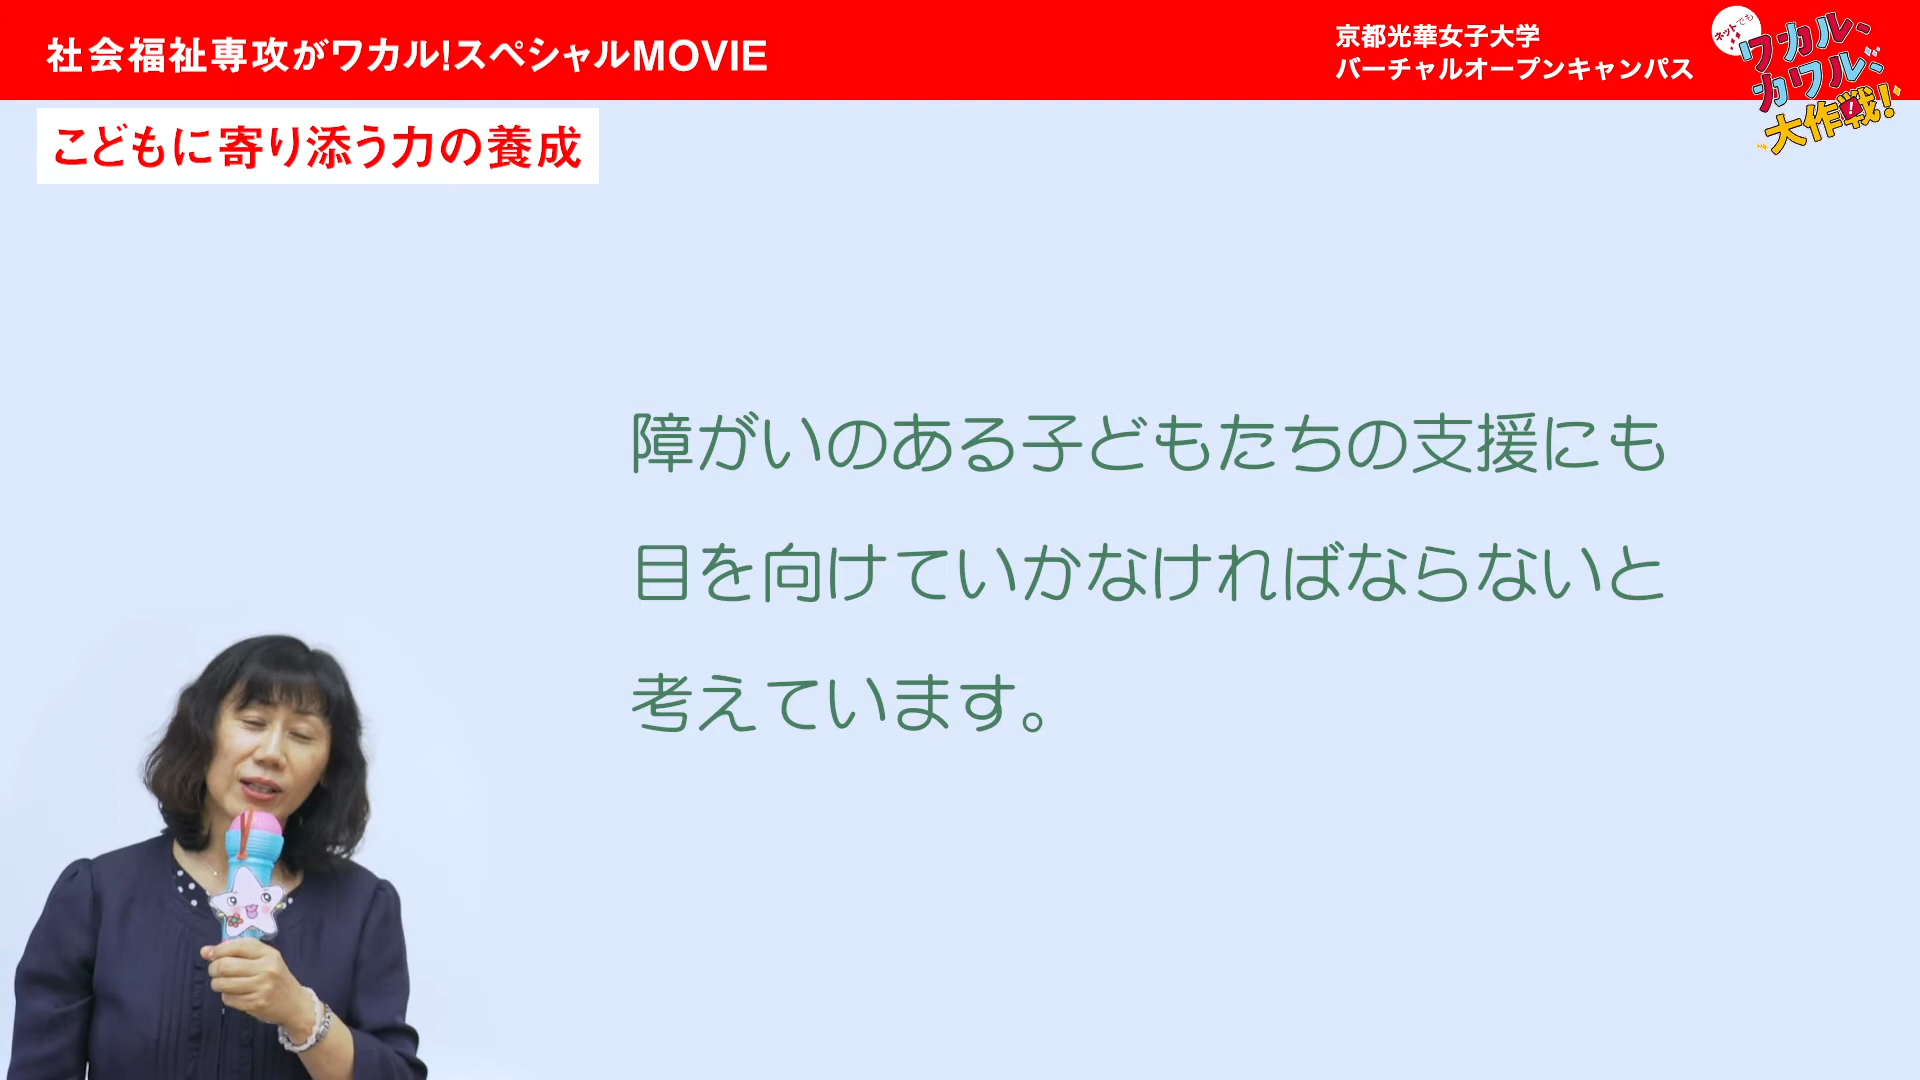 社会福祉専攻がワカル!スペシャルMOVIE
京都光華女子大学
バーチャルオープンキャンパス
ネットでも
ワカル、
カワル、
大作戦!
こどもに寄り添う力の養成
障がいのある子どもたちの支援にも
目を向けていかなければならないと
考えています。